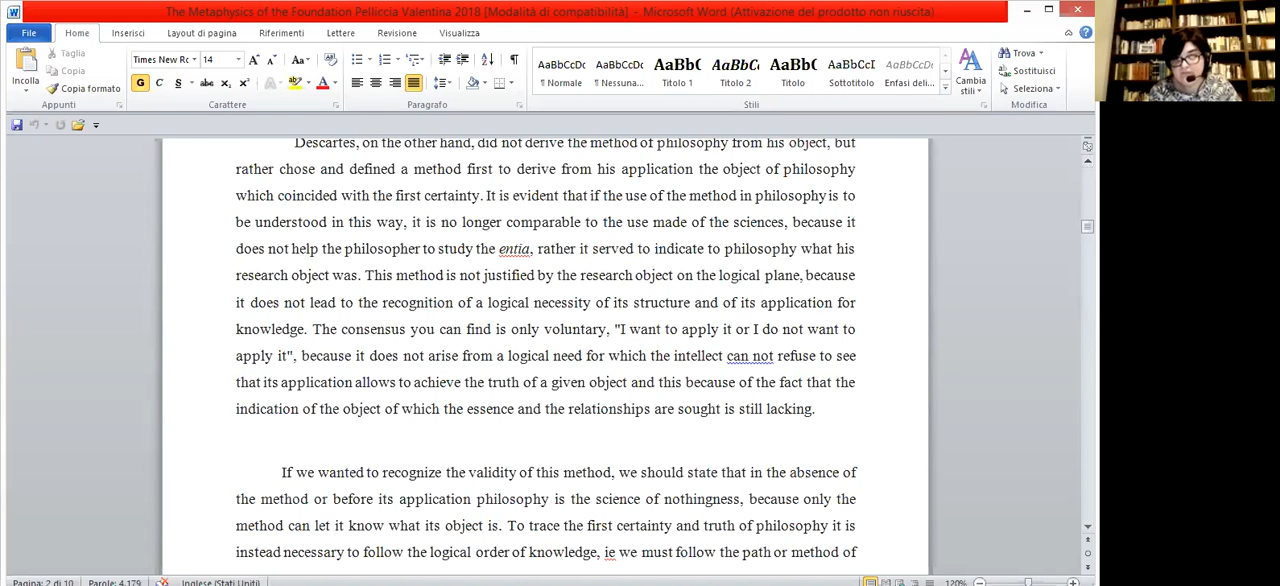 The Metaphysics of the Foundation Pelliccia Valentina 2018 [Modalità di compatibilità] - Microsoft Word (Attivazione del prodotto non riuscita)
File Home Inserisci Layout di pagina Riferimenti Lettere Revisione Visualizza
Incolla
Taglia
Copia
Copia formato
Appunti
Times New Ro 14
G C S abc x₂ x²
Carattere
Paragrafo
AaBbCcDc AaBbCcDc AaBbC AaBbCc AaBbC AaBbCcI AaBbCcDc
¶ Normale ¶ Nessuna... Titolo 1 Titolo 2 Titolo Sottotitolo Enfasi deli...
Stili
Cambia stili
Trova
Sostituisci
Seleziona
Modifica
Descartes, on the other hand, did not derive the method of philosophy from his object, but
rather chose and defined a method first to derive from his application the object of philosophy
which coincided with the first certainty. It is evident that if the use of the method in philosophy is to
be understood in this way, it is no longer comparable to the use made of the sciences, because it
does not help the philosopher to study the entia, rather it served to indicate to philosophy what his
research object was. This method is not justified by the research object on the logical plane, because
it does not lead to the recognition of a logical necessity of its structure and of its application for
knowledge. The consensus you can find is only voluntary, "I want to apply it or I do not want to
apply it", because it does not arise from a logical need for which the intellect can not refuse to see
that its application allows to achieve the truth of a given object and this because of the fact that the
indication of the object of which the essence and the relationships are sought is still lacking.
If we wanted to recognize the validity of this method, we should state that in the absence of
the method or before its application philosophy is the science of nothingness, because only the
method can let it know what its object is. To trace the first certainty and truth of philosophy it is
instead necessary to follow the logical order of knowledge, ie we must follow the path or method of
Pagina: 2 di 10 Parole: 4.179 Inglese (Stati Uniti) 120%